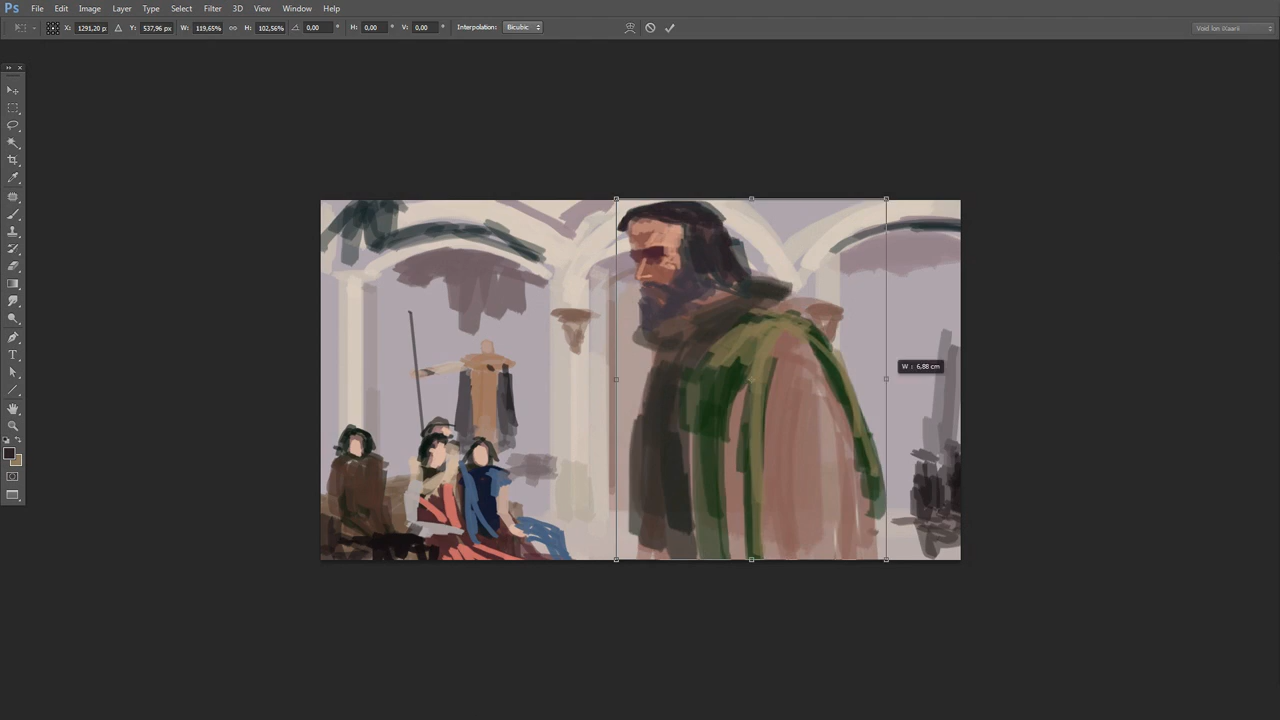 Ps File Edit Image Layer Type Select Filter 3D View Window Help
X: 1291,20 p: Y: 537,96 px W: 119,65% H: 102,56% 0,00 ° H: 0,00 ° V: 0,00 ° Interpolation: Bicubic
W : 6,88 cm
T